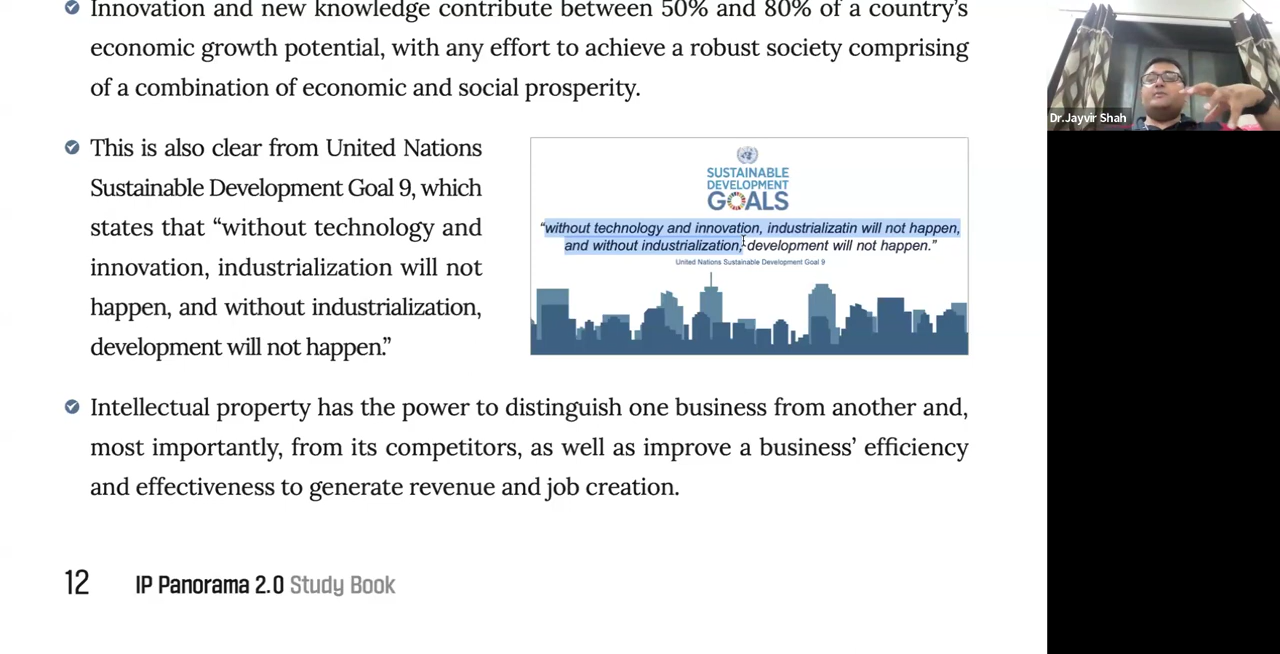 Innovation and new knowledge contribute between 50% and 80% of a country's
economic growth potential, with any effort to achieve a robust society comprising
of a combination of economic and social prosperity.
This is also clear from United Nations
Sustainable Development Goal 9, which
states that “without technology and
innovation, industrialization will not
happen, and without industrialization,
development will not happen.”
SUSTAINABLE
DEVELOPMENT
GOALS
“without technology and innovation, industrializatin will not happen,
and without industrialization, development will not happen.”
United Nations Sustainable Development Goal 9
Intellectual property has the power to distinguish one business from another and,
most importantly, from its competitors, as well as improve a business’ efficiency
and effectiveness to generate revenue and job creation.
12 IP Panorama 2.0 Study Book
Dr.Jayvir Shah